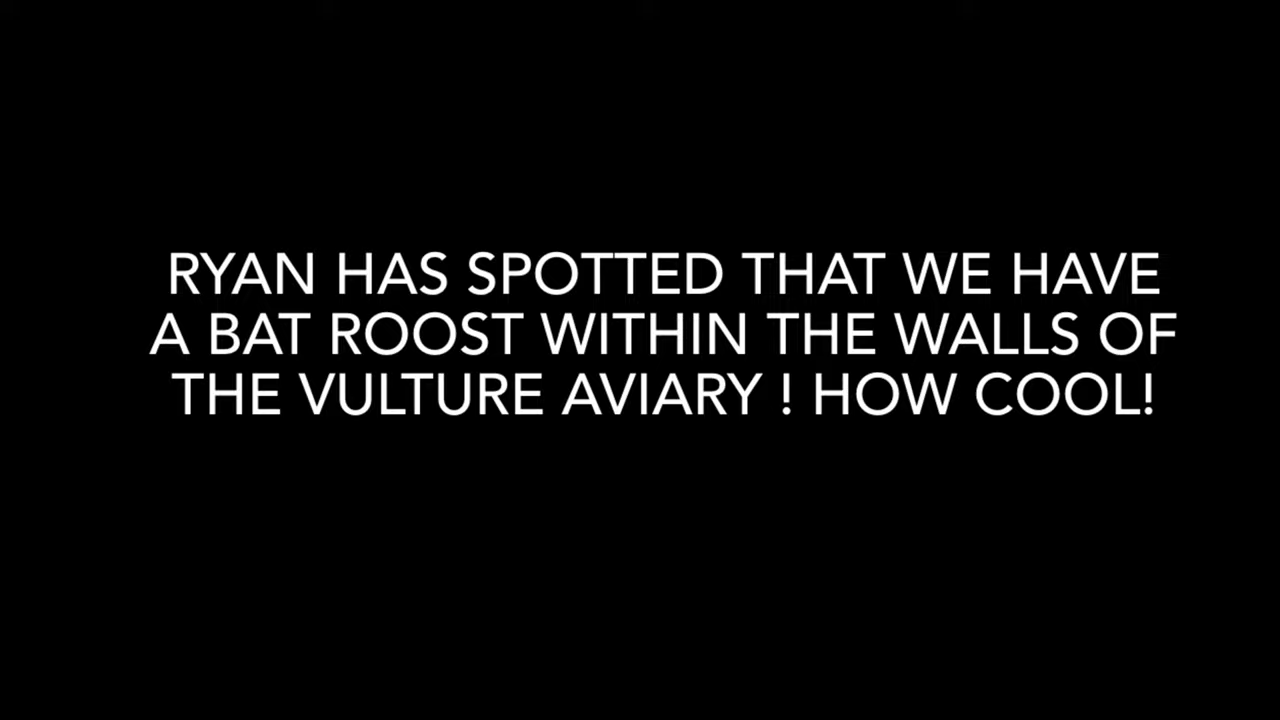 RYAN HAS SPOTTED THAT WE HAVE
A BAT ROOST WITHIN THE WALLS OF
THE VULTURE AVIARY ! HOW COOL!